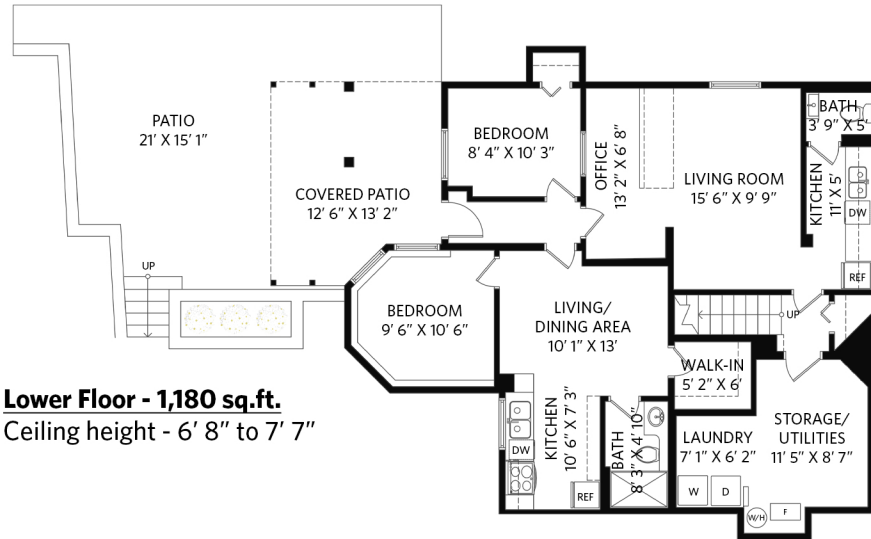 PATIO
21' X 15' 1"
COVERED PATIO
12' 6" X 13' 2"
UP
BEDROOM
8' 4" X 10' 3"
OFFICE
13' 2" X 6' 8"
LIVING ROOM
15' 6" X 9' 9"
BATH
3' 9" X 5'
KITCHEN
11' X 5'
DW
REF
BEDROOM
9' 6" X 10' 6"
LIVING/
DINING AREA
10' 1" X 13'
UP
WALK-IN
5' 2" X 6'
KITCHEN
10' 6" X 7' 3"
DW
REF
BATH
8' 3" X 4' 10"
LAUNDRY
7' 1" X 6' 2"
W
D
STORAGE/
UTILITIES
11' 5" X 8' 7"
W/H
F
Lower Floor - 1,180 sq.ft.
Ceiling height - 6' 8" to 7' 7"